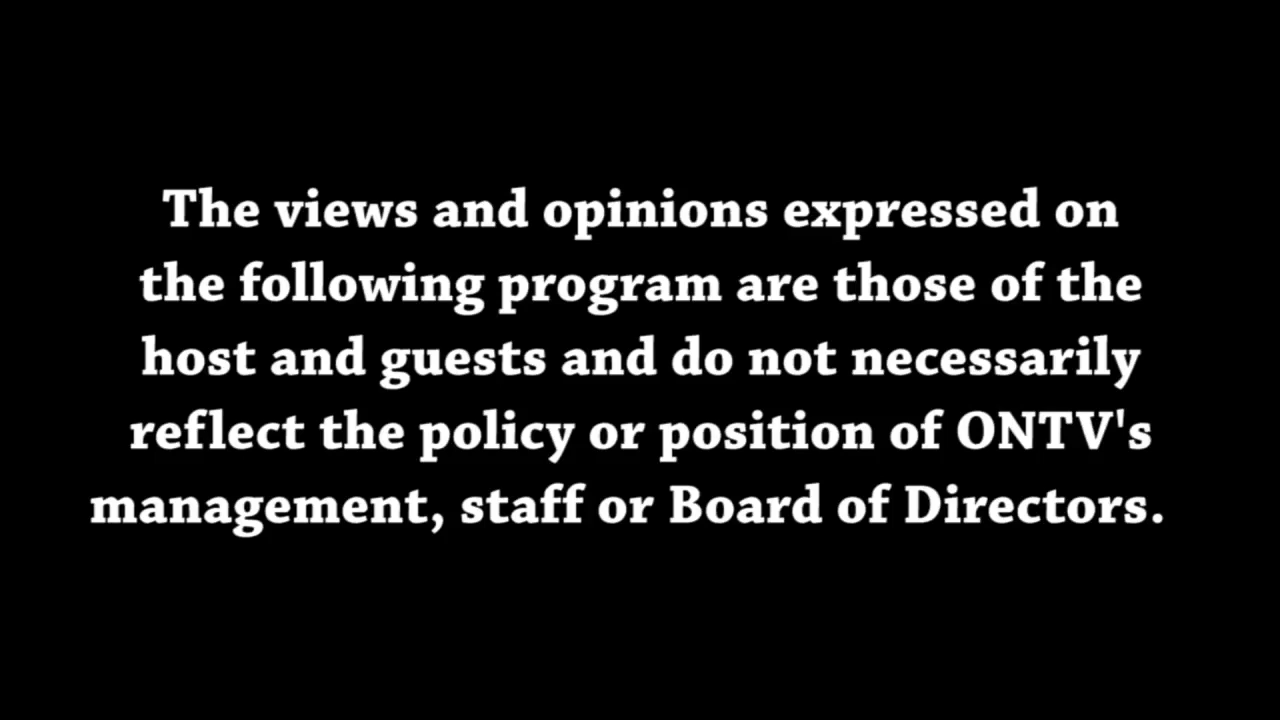 The views and opinions expressed on
the following program are those of the
host and guests and do not necessarily
reflect the policy or position of ONTV's
management, staff or Board of Directors.